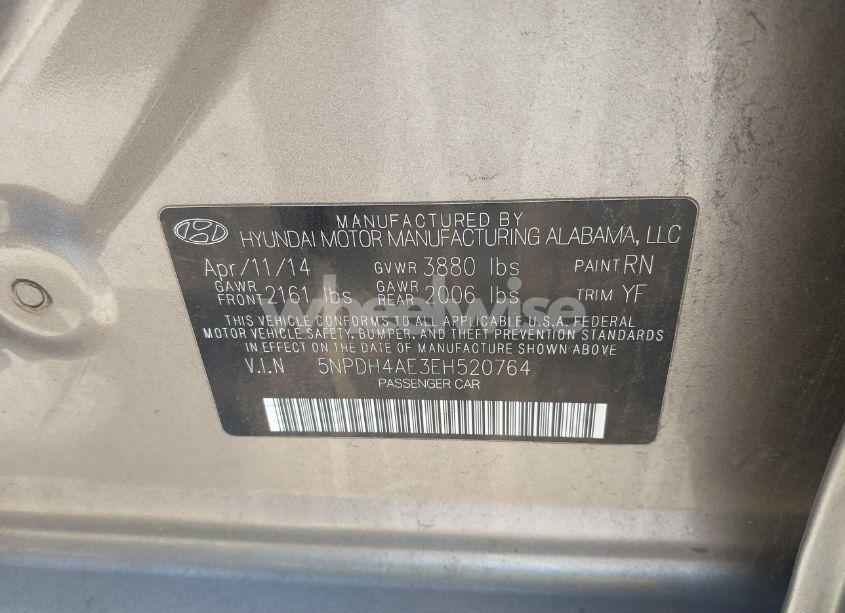 MANUFACTURED BY
HYUNDAI MOTOR MANUFACTURING ALABAMA, LLC
Apr/11/14 GVWR 3880 lbs PAINT RN
GAWR FRONT 2161 lbs GAWR REAR 2006 lbs TRIM YF
THIS VEHICLE CONFORMS TO ALL APPLICABLE U.S.A. FEDERAL
MOTOR VEHICLE SAFETY, BUMPER, AND THEFT PREVENTION STANDARDS
IN EFFECT ON THE DATE OF MANUFACTURE SHOWN ABOVE
V.I.N 5NPDH4AE3EH520764
PASSENGER CAR
wheelwise